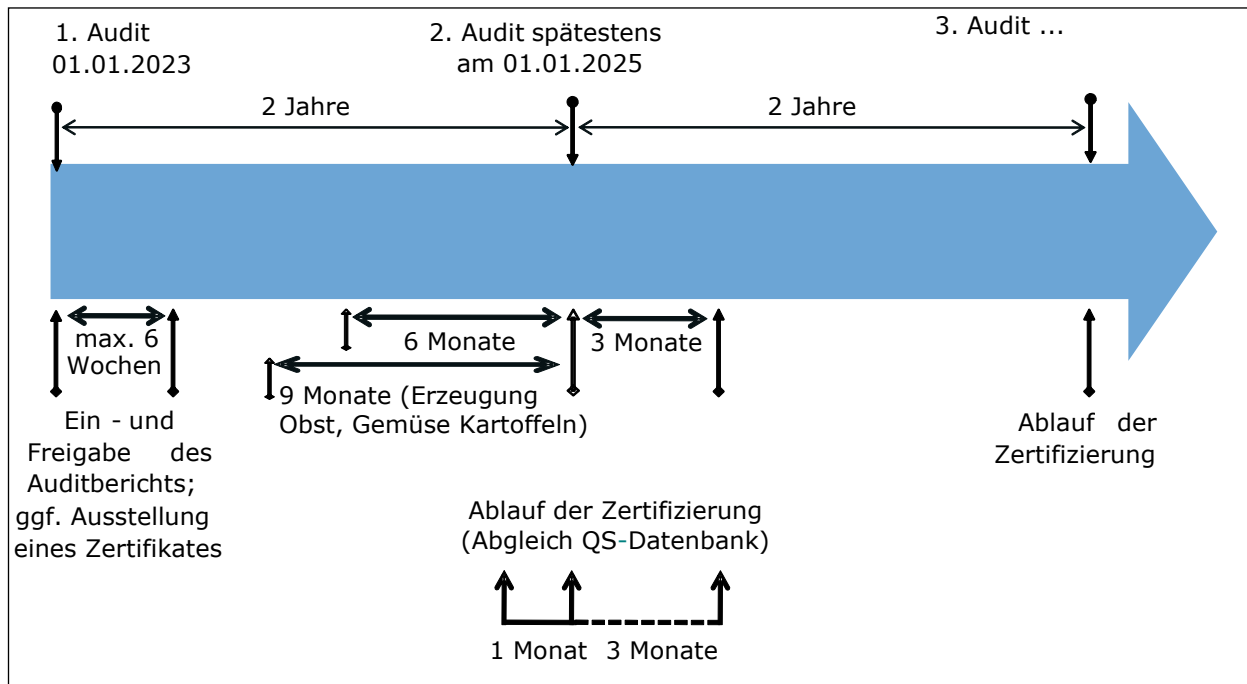 1. Audit
01.01.2023
2. Audit spätestens
am 01.01.2025
3. Audit ...
2 Jahre
2 Jahre
max. 6
Wochen
6 Monate
3 Monate
9 Monate (Erzeugung
Obst, Gemüse Kartoffeln)
Ein - und
Freigabe des
Auditberichts;
ggf. Ausstellung
eines Zertifikates
Ablauf der
Zertifizierung
Ablauf der Zertifizierung
(Abgleich QS-Datenbank)
1 Monat
3 Monate